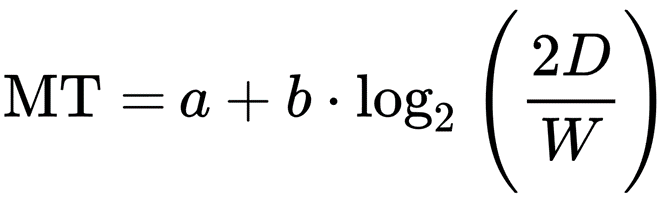 MT = a + b · log₂ (2D/W)